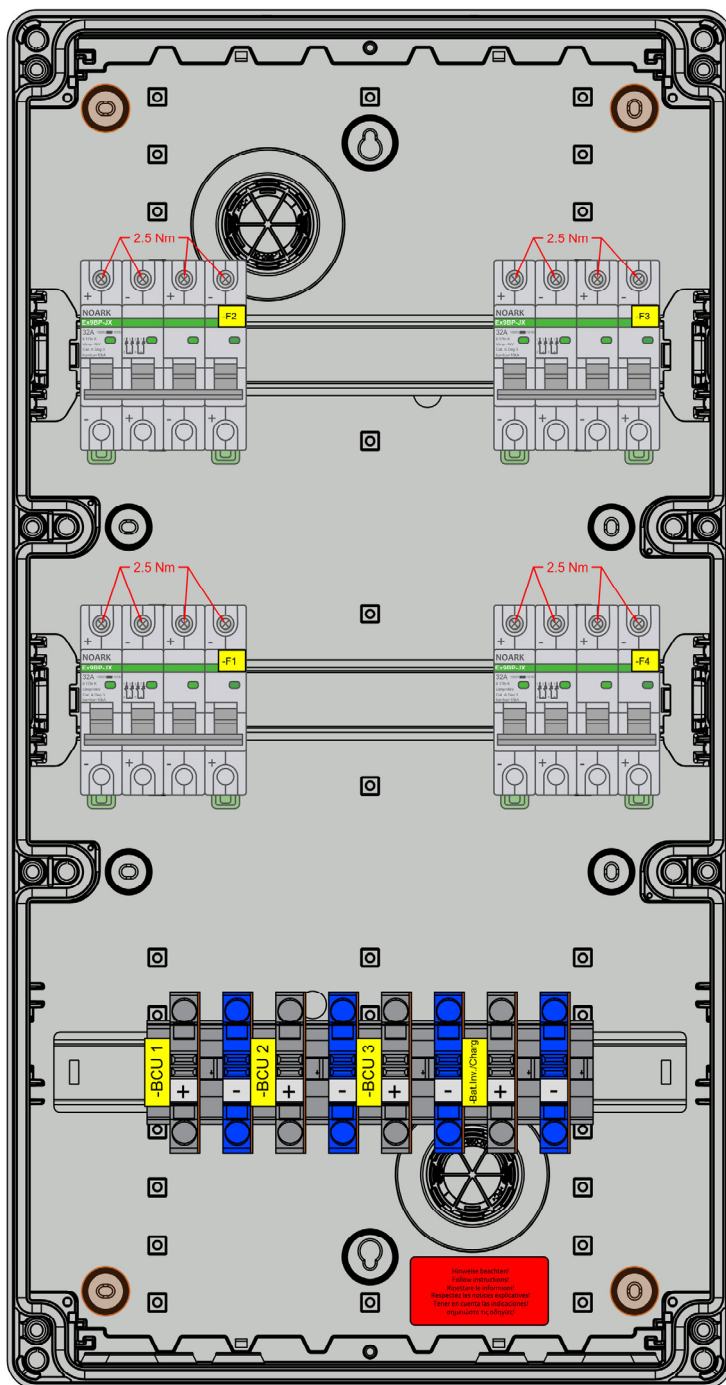 2.5 Nm
2.5 Nm
+ - + -
+ - + -
NOARK
-F2
NOARK
-F3
Ex9BP-JX
Ex9BP-JX
32A
32A
- + - +
- + - +
2.5 Nm
2.5 Nm
+ - + -
+ - + -
NOARK
-F1
NOARK
-F4
Ex9BP-JX
Ex9BP-JX
32A
32A
- + - +
- + - +
-BCU 1
+ -
-BCU 2
+ -
-BCU 3
+ -
-Bat.Inv./Charg
+ -
Hinweise beachten!
Follow instructions!
Respectez les notices explicatives!
Tener en cuenta las indicaciones!